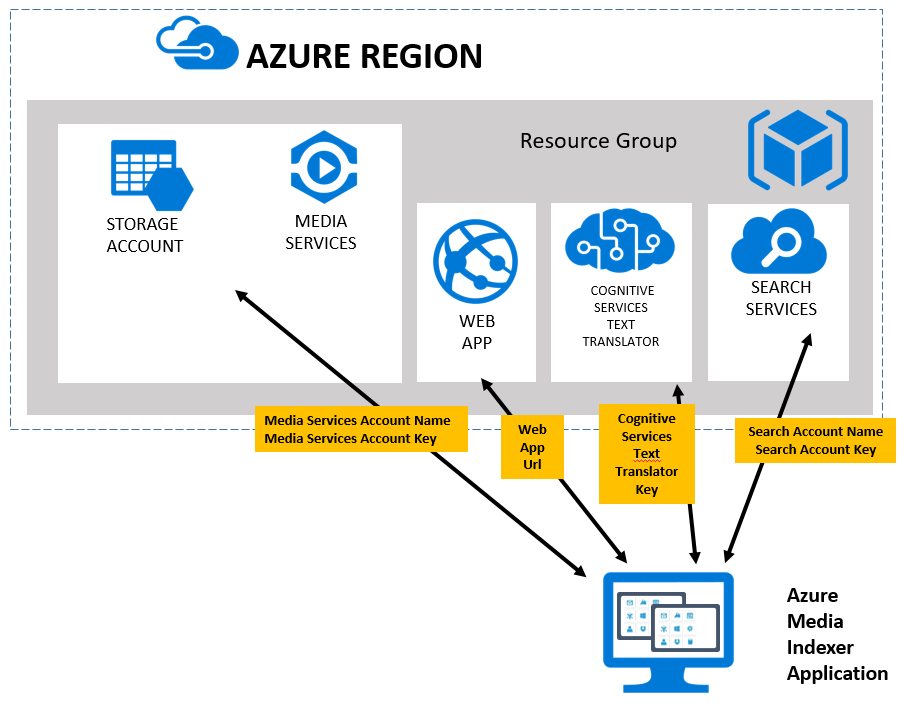 AZURE REGION
Resource Group
STORAGE
ACCOUNT
MEDIA
SERVICES
WEB
APP
COGNITIVE
SERVICES
TEXT
TRANSLATOR
SEARCH
SERVICES
Media Services Account Name
Media Services Account Key
Web
App
Url
Cognitive
Services
Text
Translator
Key
Search Account Name
Search Account Key
Azure
Media
Indexer
Application